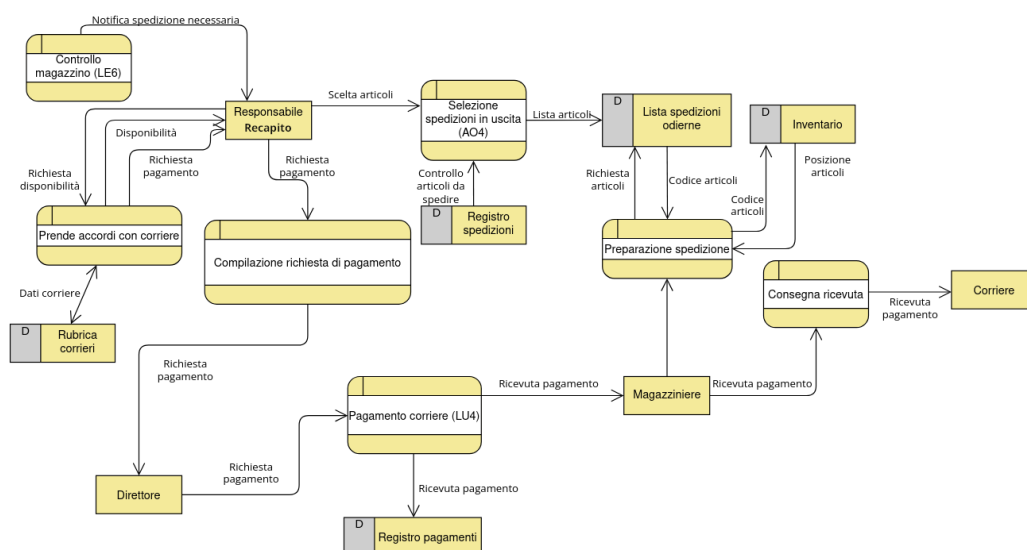 Notifica spedizione necessaria
Controllo
magazzino (LE6)
Responsabile
Recapito
Scelta articoli
Selezione
spedizioni in uscita
(AO4)
Lista articoli
D
Lista spedizioni
odierne
D
Inventario
Disponibilità
Richiesta
pagamento
Richiesta
disponibilità
Richiesta
pagamento
Controllo
articoli da
spedire
Richiesta
articoli
Codice articoli
Posizione
articoli
Codice
articoli
Prende accordi con corriere
D
Registro
spedizioni
Compilazione richiesta di pagamento
Preparazione spedizione
Dati corriere
Consegna ricevuta
Ricevuta
pagamento
Corriere
D
Rubrica
corrieri
Richiesta
pagamento
Ricevuta pagamento
Magazziniere
Ricevuta pagamento
Pagamento corriere (LU4)
Direttore
Richiesta
pagamento
Ricevuta pagamento
D
Registro pagamenti